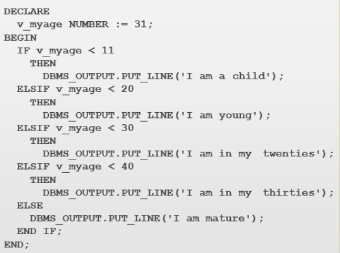 DECLARE
  v_myage NUMBER := 31;
BEGIN
  IF v_myage < 11
    THEN
      DBMS_OUTPUT.PUT_LINE('I am a child');
  ELSIF v_myage < 20
    THEN
      DBMS_OUTPUT.PUT_LINE('I am young');
  ELSIF v_myage < 30
    THEN
      DBMS_OUTPUT.PUT_LINE('I am in my twenties');
  ELSIF v_myage < 40
    THEN
      DBMS_OUTPUT.PUT_LINE('I am in my thirties');
  ELSE
      DBMS_OUTPUT.PUT_LINE('I am mature');
  END IF;
END;